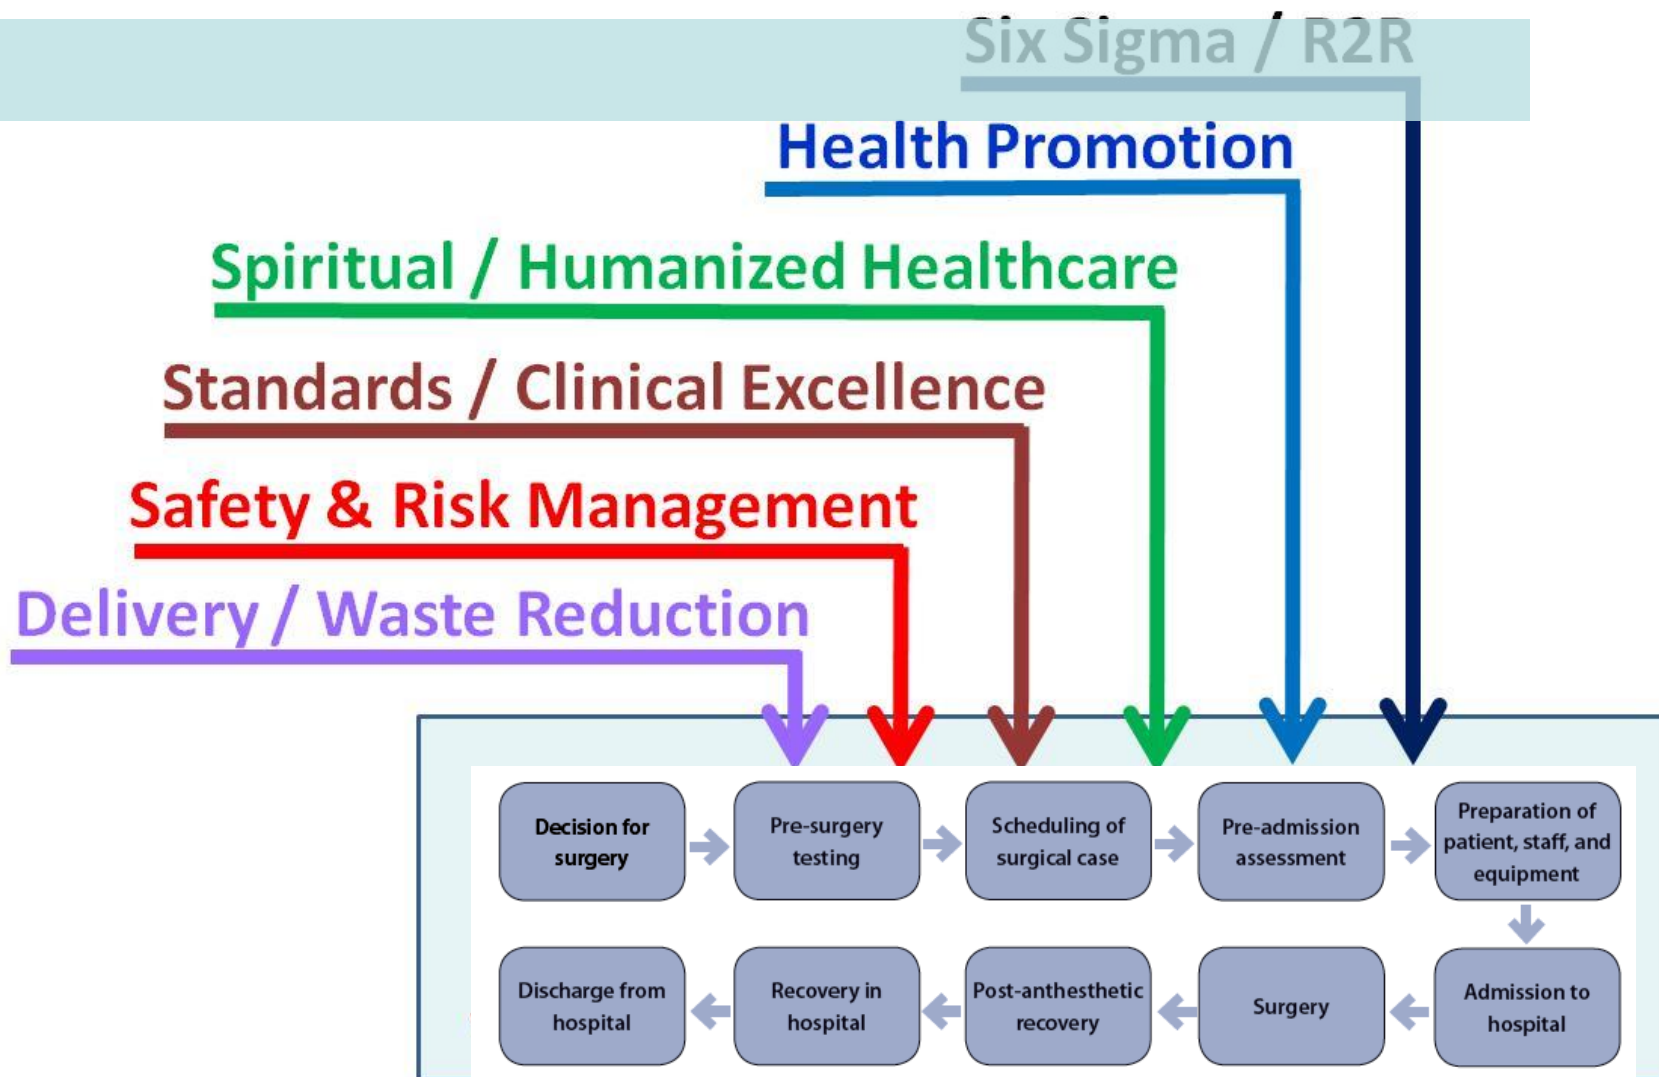 Six Sigma / R2R
Health Promotion
Spiritual / Humanized Healthcare
Standards / Clinical Excellence
Safety & Risk Management
Delivery / Waste Reduction
Decision for
surgery
Pre-surgery
testing
Scheduling of
surgical case
Pre-admission
assessment
Preparation of
patient, staff, and
equipment
Admission to
hospital
Surgery
Post-anthesthetic
recovery
Recovery in
hospital
Discharge from
hospital